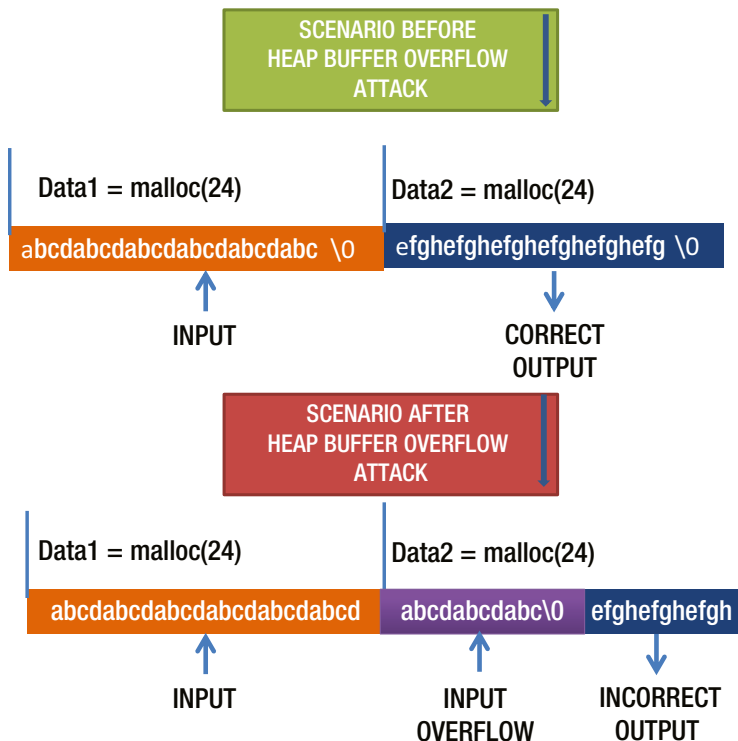 SCENARIO BEFORE
HEAP BUFFER OVERFLOW
ATTACK
Data1 = malloc(24)
Data2 = malloc(24)
abcdabcdabcdabcdabcdabc \0
efghefghefghefghefghefg \0
INPUT
CORRECT
OUTPUT
SCENARIO AFTER
HEAP BUFFER OVERFLOW
ATTACK
Data1 = malloc(24)
Data2 = malloc(24)
abcdabcdabcdabcdabcdabcd
abcdabcdabc\0
efghefghefgh
INPUT
INPUT
OVERFLOW
INCORRECT
OUTPUT